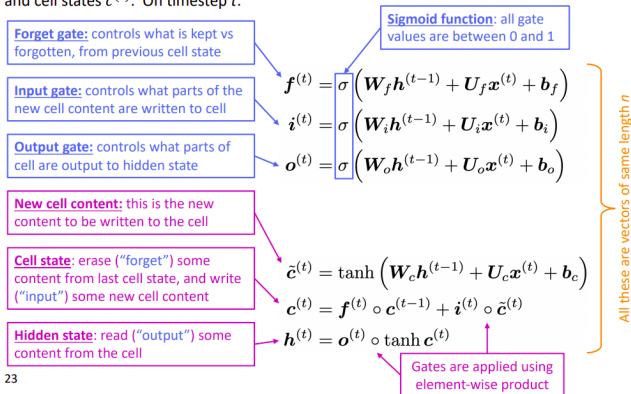 and cell states c^(t). On timestep t:
Sigmoid function: all gate
values are between 0 and 1
Forget gate: controls what is kept vs
forgotten, from previous cell state
f^(t) = σ(W_f h^(t−1) + U_f x^(t) + b_f)
Input gate: controls what parts of the
new cell content are written to cell
i^(t) = σ(W_i h^(t−1) + U_i x^(t) + b_i)
Output gate: controls what parts of
cell are output to hidden state
o^(t) = σ(W_o h^(t−1) + U_o x^(t) + b_o)
New cell content: this is the new
content to be written to the cell
c̃^(t) = tanh(W_c h^(t−1) + U_c x^(t) + b_c)
Cell state: erase (“forget”) some
content from last cell state, and write
(“input”) some new cell content
c^(t) = f^(t) ∘ c^(t−1) + i^(t) ∘ c̃^(t)
Hidden state: read (“output”) some
content from the cell
h^(t) = o^(t) ∘ tanh c^(t)
Gates are applied using
element-wise product
All these are vectors of same length n
23